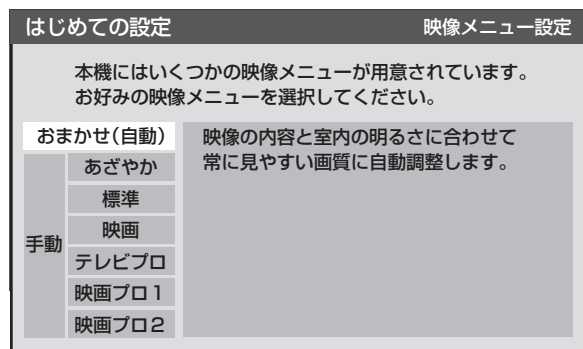 はじめての設定 映像メニュー設定
本機にはいくつかの映像メニューが用意されています。
お好みの映像メニューを選択してください。
おまかせ(自動)
手動
あざやか
標準
映画
テレビプロ
映画プロ1
映画プロ2
映像の内容と室内の明るさに合わせて
常に見やすい画質に自動調整します。